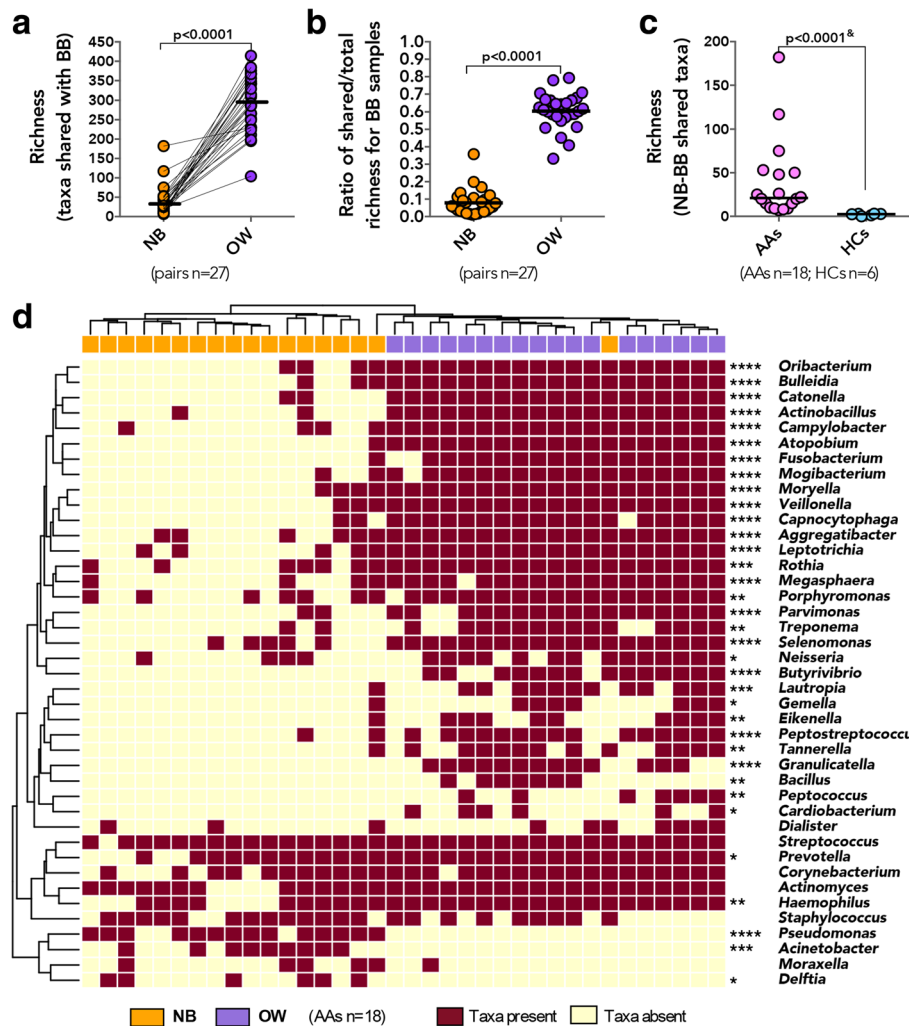 a
p<0.0001
Richness
(taxa shared with BB)
450
400
350
300
250
200
150
100
50
0
NB
OW
(pairs n=27)
b
p<0.0001
Ratio of shared/total
richness for BB samples
1.0
0.9
0.8
0.7
0.6
0.5
0.4
0.3
0.2
0.1
0.0
NB
OW
(pairs n=27)
c
p<0.0001&
Richness
(NB-BB shared taxa)
200
150
100
50
0
AAs
HCs
(AAs n=18; HCs n=6)
d
**** Oribacterium
**** Bulleidia
**** Catonella
**** Actinobacillus
**** Campylobacter
**** Atopobium
**** Fusobacterium
**** Mogibacterium
**** Moryella
**** Veillonella
**** Capnocytophaga
**** Aggregatibacter
**** Leptotrichia
*** Rothia
**** Megasphaera
** Porphyromonas
**** Parvimonas
** Treponema
**** Selenomonas
* Neisseria
**** Butyrivibrio
*** Lautropia
* Gemella
** Eikenella
**** Peptostreptococcu
** Tannerella
**** Granulicatella
** Bacillus
** Peptococcus
* Cardiobacterium
Dialister
Streptococcus
* Prevotella
Corynebacterium
Actinomyces
** Haemophilus
Staphylococcus
**** Pseudomonas
*** Acinetobacter
Moraxella
* Delftia
NB OW (AAs n=18) Taxa present Taxa absent